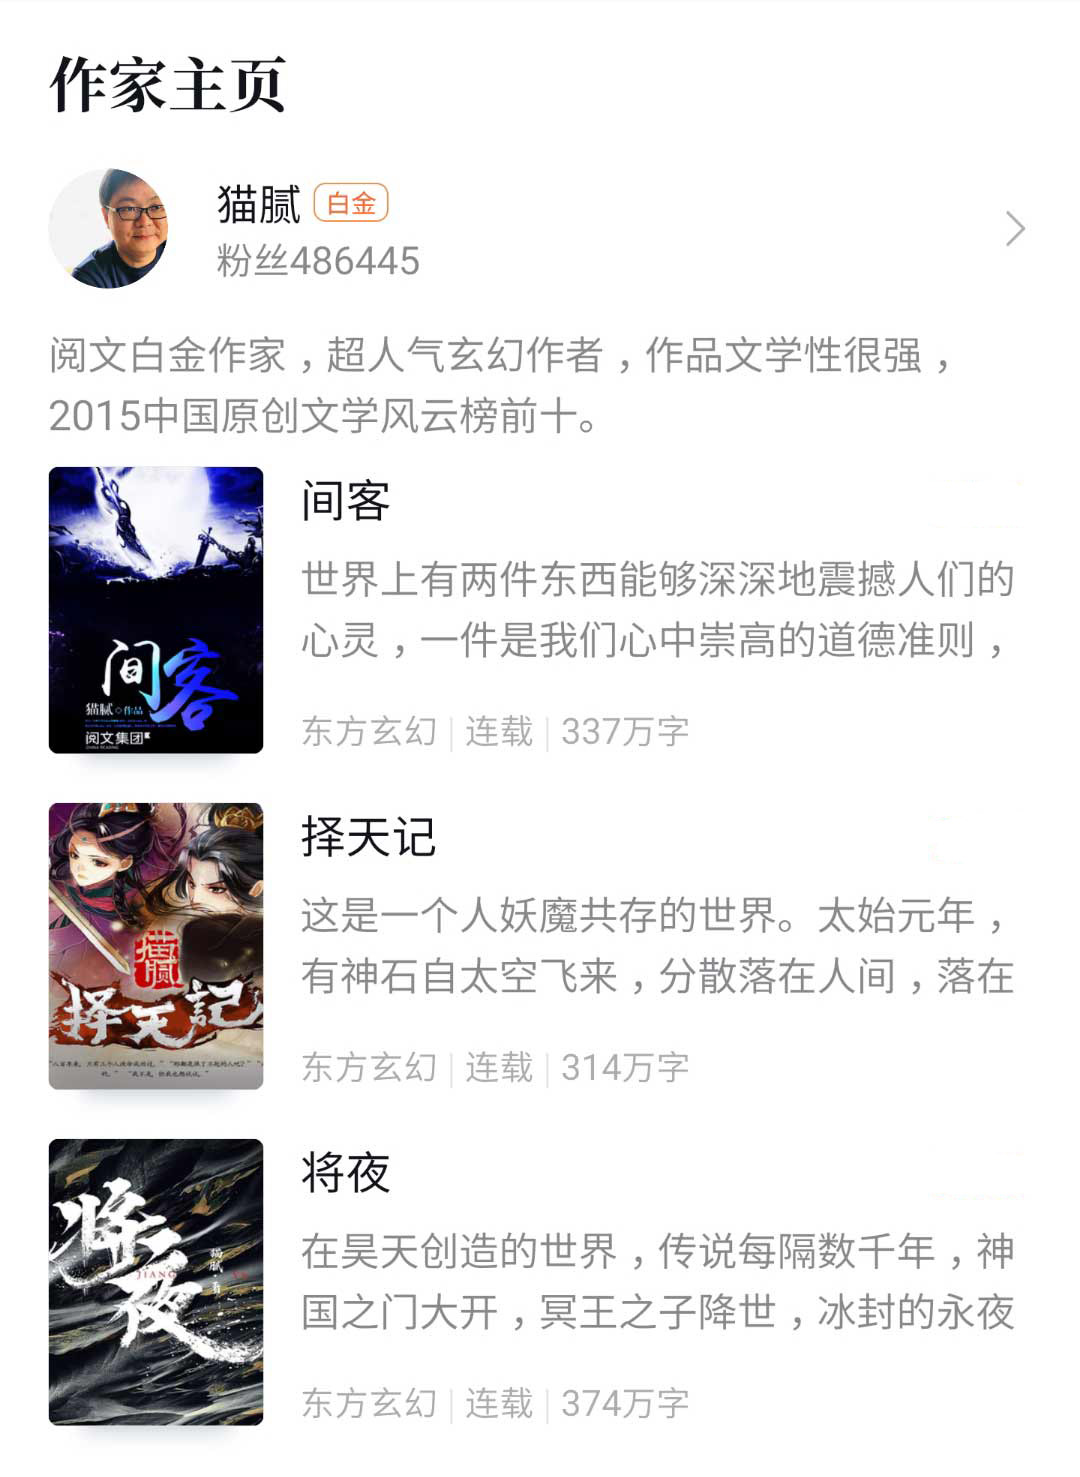 作家主页
猫腻 白金
粉丝486445
阅文白金作家，超人气玄幻作者，作品文学性很强，
2015中国原创文学风云榜前十。
间客
世界上有两件东西能够深深地震撼人们的
心灵，一件是我们心中崇高的道德准则，
东方玄幻 | 连载 | 337万字
间客
猫腻◇作品
阅文集团
CHINA READING
择天记
这是一个人妖魔共存的世界。太始元年，
有神石自太空飞来，分散落在人间，落在
东方玄幻 | 连载 | 314万字
猫腻
择天記
将夜
在昊天创造的世界，传说每隔数千年，神
国之门大开，冥王之子降世，冰封的永夜
东方玄幻 | 连载 | 374万字
将夜
JIANG YE
猫腻·著